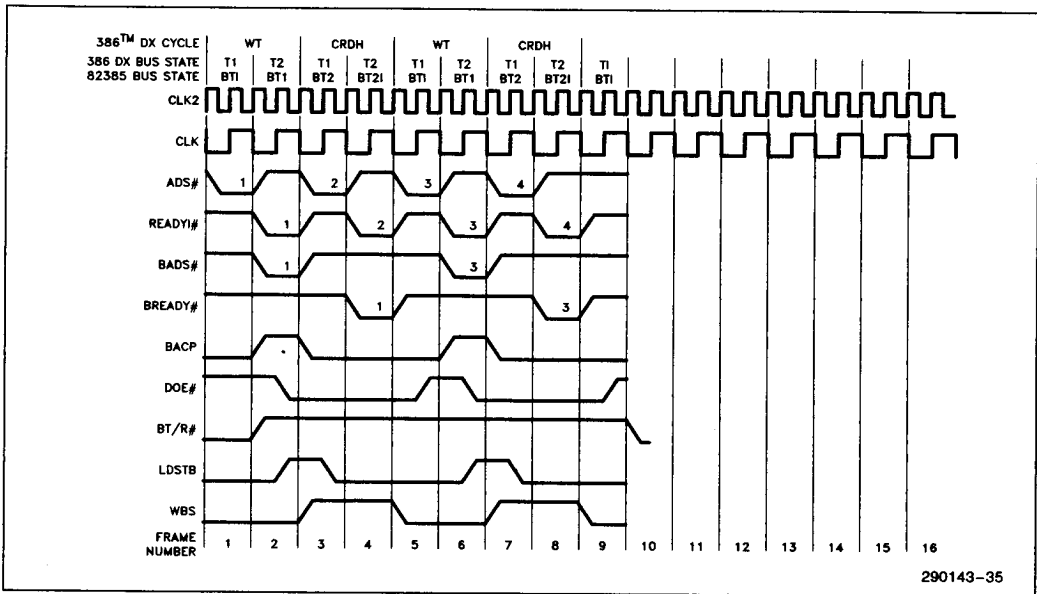 386™ DX CYCLE WT CRDH WT CRDH
386 DX BUS STATE T1 T2 T1 T2 T1 T2 T1 T2 TI
82385 BUS STATE BTI BT1 BT2 BT2I BTI BT1 BT2 BT2I BTI
CLK2
CLK
ADS# 1 2 3 4
READYI# 1 2 3 4
BADS# 1 3
BREADY# 1 3
BACP
DOE#
BT/R#
LDSTB
WBS
FRAME
NUMBER 1 2 3 4 5 6 7 8 9 10 11 12 13 14 15 16
290143-35